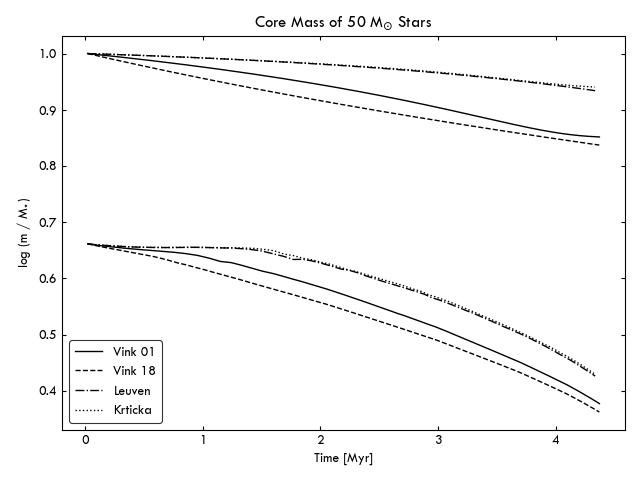 Core Mass of 50 M⊙ Stars
1.0
0.9
0.8
0.7
0.6
0.5
0.4
log (m / M⋆)
Vink 01
Vink 18
Leuven
Krticka
0 1 2 3 4
Time [Myr]